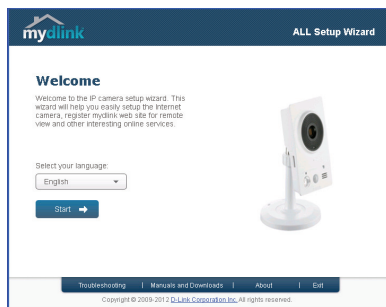 mydlink
ALL Setup Wizard
Welcome
Welcome to the IP camera setup wizard. This
wizard will help you easily setup the Internet
camera, register mydlink web site for remote
view and other interesting online services
Select your language:
English
Start
Troubleshooting | Manuals and Downloads | About | Exit
Copyright © 2009-2012 D-Link Corporation Inc. All rights reserved.